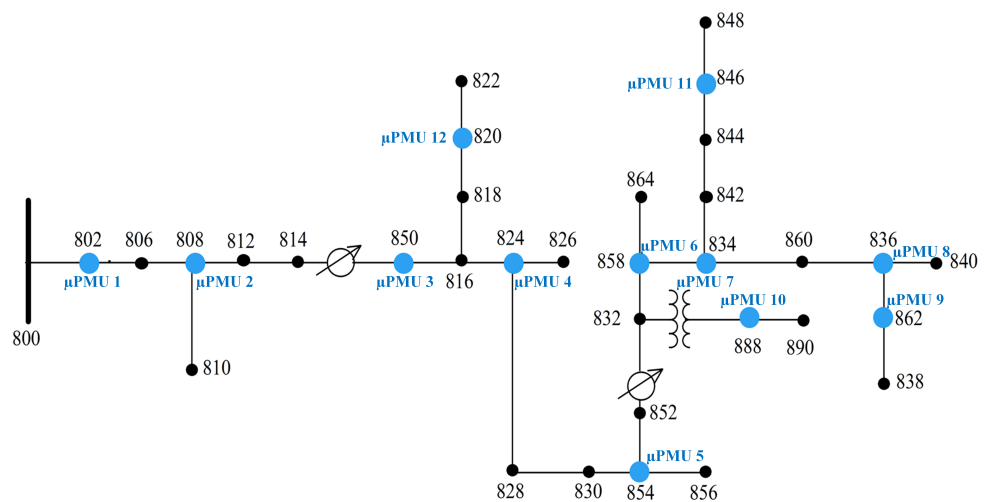 848
µPMU 11
846
822
µPMU 12
820
844
864
818
842
802
806
808
812
814
850
824
826
µPMU 6
834
860
836
858
µPMU 8
840
µPMU 1
µPMU 2
µPMU 3
816
µPMU 4
µPMU 7
µPMU 10
µPMU 9
832
862
800
888
890
810
838
852
µPMU 5
828
830
854
856